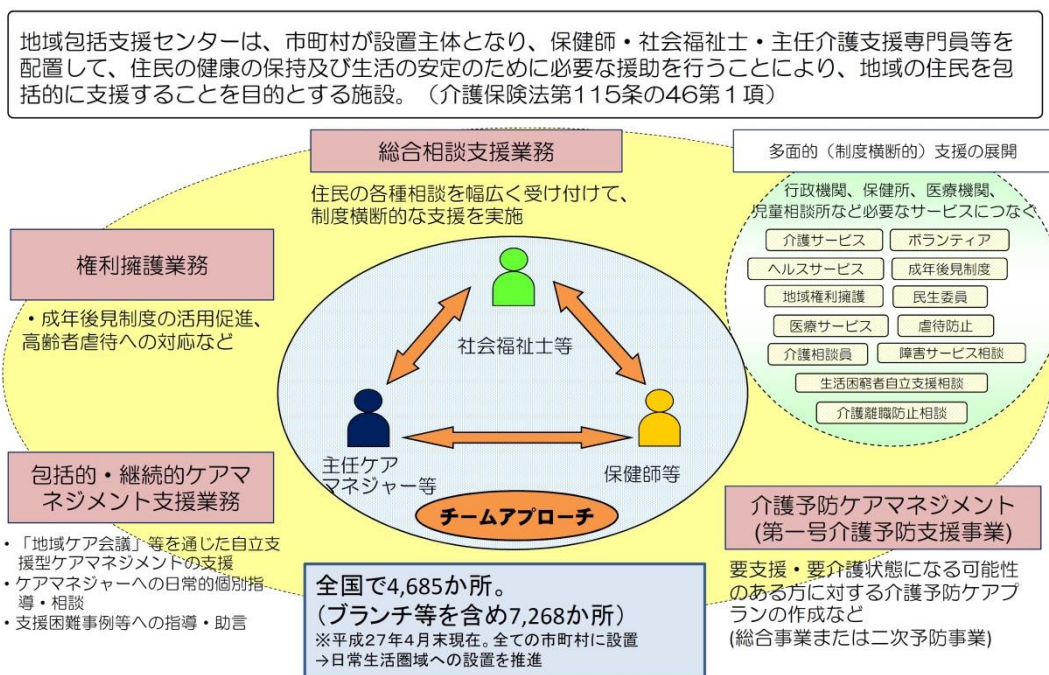 地域包括支援センターは、市町村が設置主体となり、保健師・社会福祉士・主任介護支援専門員等を
配置して、住民の健康の保持及び生活の安定のために必要な援助を行うことにより、地域の住民を包
括的に支援することを目的とする施設。（介護保険法第115条の46第１項）
総合相談支援業務
住民の各種相談を幅広く受け付けて、
制度横断的な支援を実施
多面的（制度横断的）支援の展開
行政機関、保健所、医療機関、
児童相談所など必要なサービスにつなぐ
介護サービス
ボランティア
ヘルスサービス
成年後見制度
地域権利擁護
民生委員
医療サービス
虐待防止
介護相談員
障害サービス相談
生活困窮者自立支援相談
介護離職防止相談
権利擁護業務
・成年後見制度の活用促進、
高齢者虐待への対応など
社会福祉士等
主任ケア
マネジャー等
保健師等
チームアプローチ
包括的・継続的ケアマ
ネジメント支援業務
・「地域ケア会議」等を通じた自立支
援型ケアマネジメントの支援
・ケアマネジャーへの日常的個別指
導・相談
・支援困難事例等への指導・助言
全国で4,685か所。
（ブランチ等を含め7,268か所）
※平成27年4月末現在。全ての市町村に設置
→日常生活圏域への設置を推進
介護予防ケアマネジメント
(第一号介護予防支援事業)
要支援・要介護状態になる可能性
のある方に対する介護予防ケアプ
ランの作成など
(総合事業または二次予防事業)